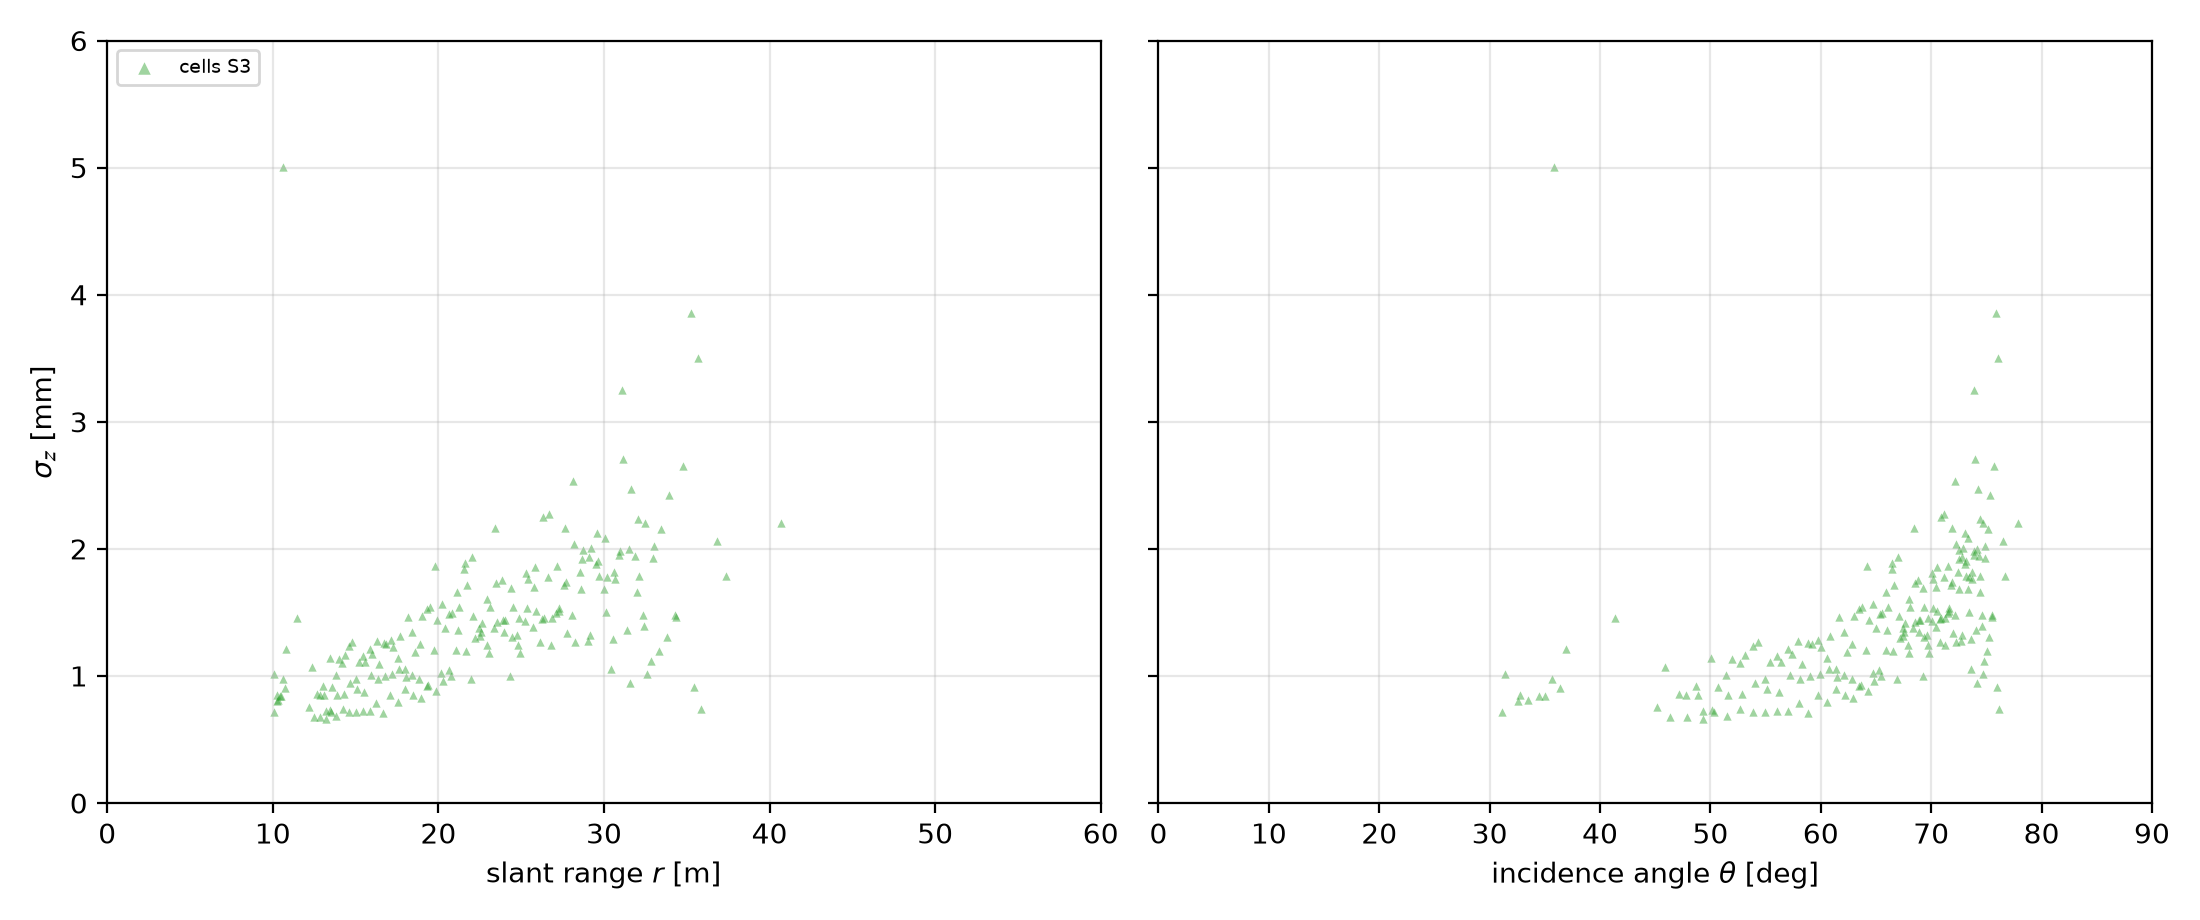 cells S3
6
5
4
3
2
1
0
σz [mm]
0 10 20 30 40 50 60
slant range r [m]
0 10 20 30 40 50 60 70 80 90
incidence angle θ [deg]